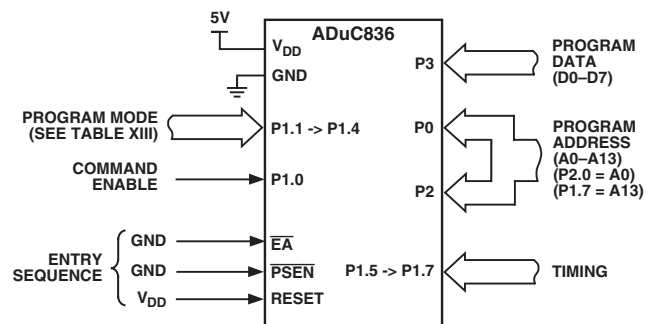 5V
ADuC836
VDD
GND
P3
PROGRAM
DATA
(D0–D7)
PROGRAM MODE
(SEE TABLE XIII)
P1.1 -> P1.4
P0
PROGRAM
ADDRESS
(A0–A13)
(P2.0 = A0)
(P1.7 = A13)
COMMAND
ENABLE
P1.0
P2
ENTRY
SEQUENCE
GND
EA
GND
PSEN
P1.5 -> P1.7
TIMING
VDD
RESET